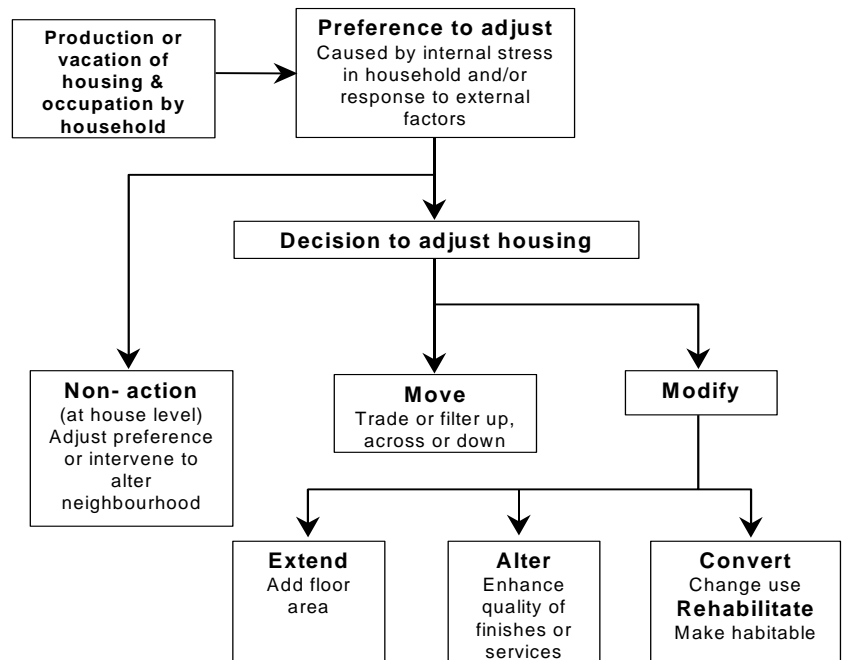 Production or
vacation of
housing &
occupation by
household
Preference to adjust
Caused by internal stress
in household and/or
response to external
factors
Decision to adjust housing
Non- action
(at house level)
Adjust preference
or intervene to
alter
neighbourhood
Move
Trade or filter up,
across or down
Modify
Extend
Add floor
area
Alter
Enhance
quality of
finishes or
services
Convert
Change use
Rehabilitate
Make habitable